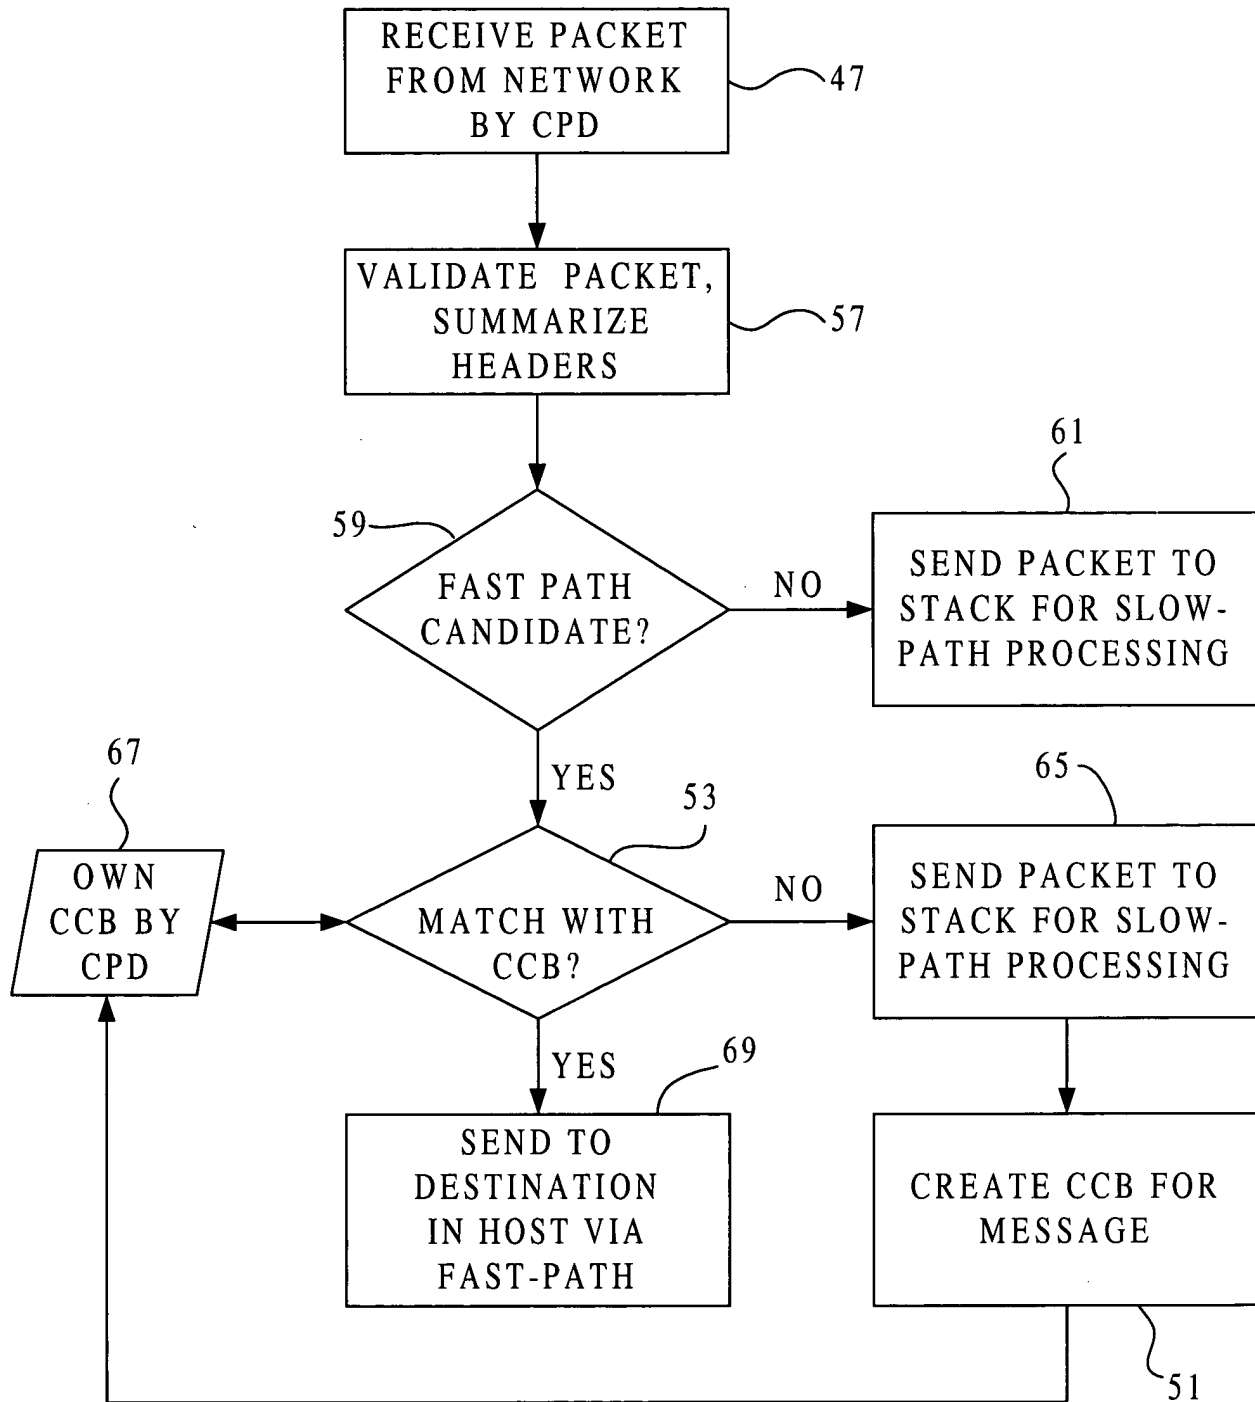 RECEIVE PACKET
FROM NETWORK
BY CPD
47
VALIDATE PACKET,
SUMMARIZE
HEADERS
57
59
FAST PATH
CANDIDATE?
NO
61
SEND PACKET TO
STACK FOR SLOW-
PATH PROCESSING
YES
67
OWN
CCB BY
CPD
53
MATCH WITH
CCB?
NO
65
SEND PACKET TO
STACK FOR SLOW-
PATH PROCESSING
YES
69
SEND TO
DESTINATION
IN HOST VIA
FAST-PATH
CREATE CCB FOR
MESSAGE
51